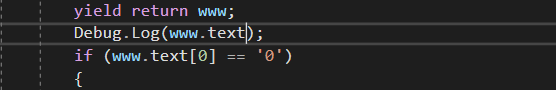 yield return www;
Debug.Log(www.text);
if (www.text[0] == '0')
{